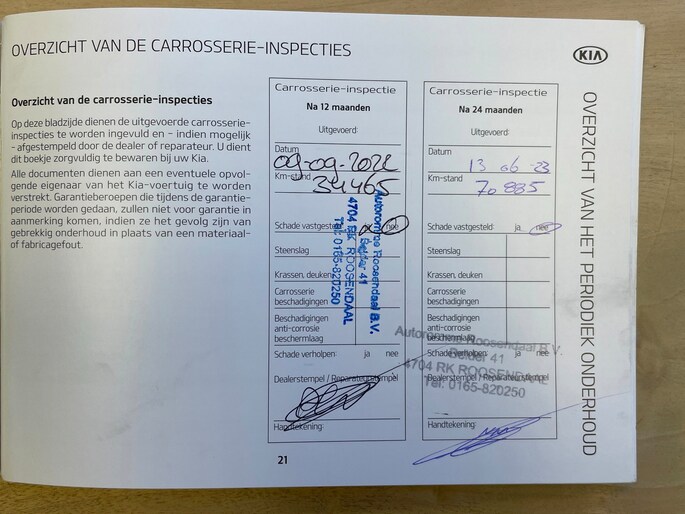 OVERZICHT VAN DE CARROSSERIE-INSPECTIES
KIA
Overzicht van de carrosserie-inspecties
Op deze bladzijde dienen de uitgevoerde carrosserie-
inspecties te worden ingevuld en - indien mogelijk
- afgestempeld door de dealer of reparateur. U dient
dit boekje zorgvuldig te bewaren bij uw Kia.
Alle documenten dienen aan een eventuele opvol-
gende eigenaar van het Kia-voertuig te worden
verstrekt. Garantieberoepen die tijdens de garantie-
periode worden gedaan, zullen niet voor garantie in
aanmerking komen, indien ze het gevolg zijn van
gebrekkig onderhoud in plaats van een materiaal-
of fabricagefout.
Carrosserie-inspectie
Na 12 maanden
Uitgevoerd:
Datum
09-09-2022
Km-stand
34465
Schade vastgesteld: nee
Steenslag
Krassen, deuken
Carrosserie
beschadigingen
Beschadigingen
anti-corrosie
beschermlaag
Schade verholpen: ja nee
Dealerstempel / Reparateurstempel
Handtekening:
Autoronomie Roosendaal B.V.
Belder 41
4704 RK ROOSENDAAL
Tel: 0165-820250
Carrosserie-inspectie
Na 24 maanden
Uitgevoerd:
Datum
13 06-23
Km-stand
70885
Schade vastgesteld: ja nee
Steenslag
Krassen, deuken
Carrosserie
beschadigingen
Beschadigingen
anti-corrosie
beschermlaag
Schade verholpen: ja nee
Dealerstempel / Reparateurstempel
Handtekening:
Roosendaal B.V.
Belder 41
4704 RK ROOSENDAAL
Tel: 0165-820250
OVERZICHT VAN HET PERIODIEK ONDERHOUD
21